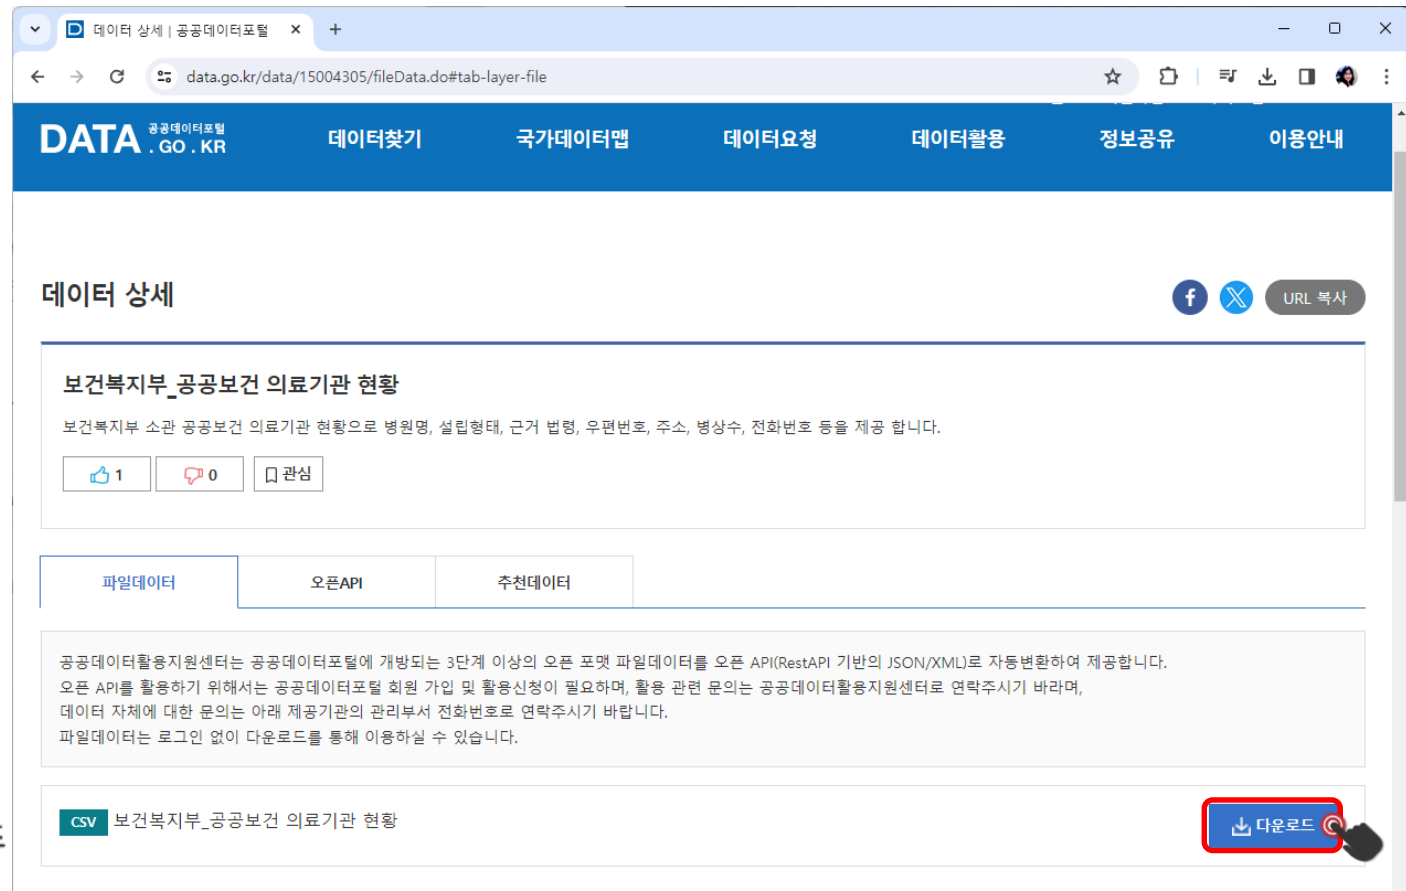 데이터 상세 | 공공데이터포털
data.go.kr/data/15004305/fileData.do#tab-layer-file
DATA 공공데이터포털 . GO . KR
데이터찾기 국가데이터맵 데이터요청 데이터활용 정보공유 이용안내
데이터 상세
URL 복사
보건복지부_공공보건 의료기관 현황
보건복지부 소관 공공보건 의료기관 현황으로 병원명, 설립형태, 근거 법령, 우편번호, 주소, 병상수, 전화번호 등을 제공 합니다.
1 0 관심
파일데이터 오픈API 추천데이터
공공데이터활용지원센터는 공공데이터포털에 개방되는 3단계 이상의 오픈 포맷 파일데이터를 오픈 API(RestAPI 기반의 JSON/XML)로 자동변환하여 제공합니다.
오픈 API를 활용하기 위해서는 공공데이터포털 회원 가입 및 활용신청이 필요하며, 활용 관련 문의는 공공데이터활용지원센터로 연락주시기 바라며,
데이터 자체에 대한 문의는 아래 제공기관의 관리부서 전화번호로 연락주시기 바랍니다.
파일데이터는 로그인 없이 다운로드를 통해 이용하실 수 있습니다.
CSV 보건복지부_공공보건 의료기관 현황
다운로드